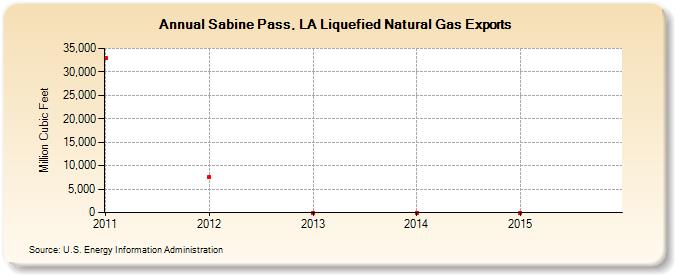 Annual Sabine Pass, LA Liquefied Natural Gas Exports
Million Cubic Feet
35,000
30,000
25,000
20,000
15,000
10,000
5,000
0
2011 2012 2013 2014 2015
Source: U.S. Energy Information Administration